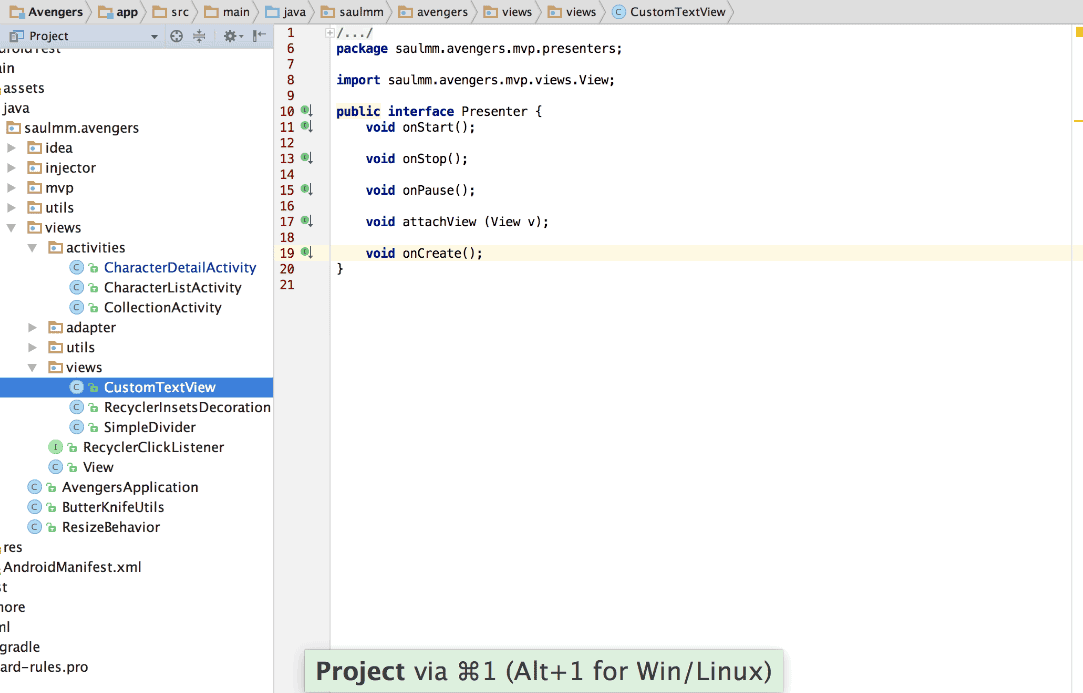 Avengers app src main java saulmm avengers views views CustomTextView
Project
androidTest
ain
assets
java
saulmm.avengers
idea
injector
mvp
utils
views
activities
CharacterDetailActivity
CharacterListActivity
CollectionActivity
adapter
utils
views
CustomTextView
RecyclerInsetsDecoration
SimpleDivider
RecyclerClickListener
View
AvengersApplication
ButterKnifeUtils
ResizeBehavior
res
AndroidManifest.xml
st
nore
ml
gradle
ard-rules.pro
1 /.../
6 package saulmm.avengers.mvp.presenters;
7
8 import saulmm.avengers.mvp.views.View;
9
10 public interface Presenter {
11 void onStart();
12
13 void onStop();
14
15 void onPause();
16
17 void attachView (View v);
18
19 void onCreate();
20 }
21
Project via ⌘1 (Alt+1 for Win/Linux)